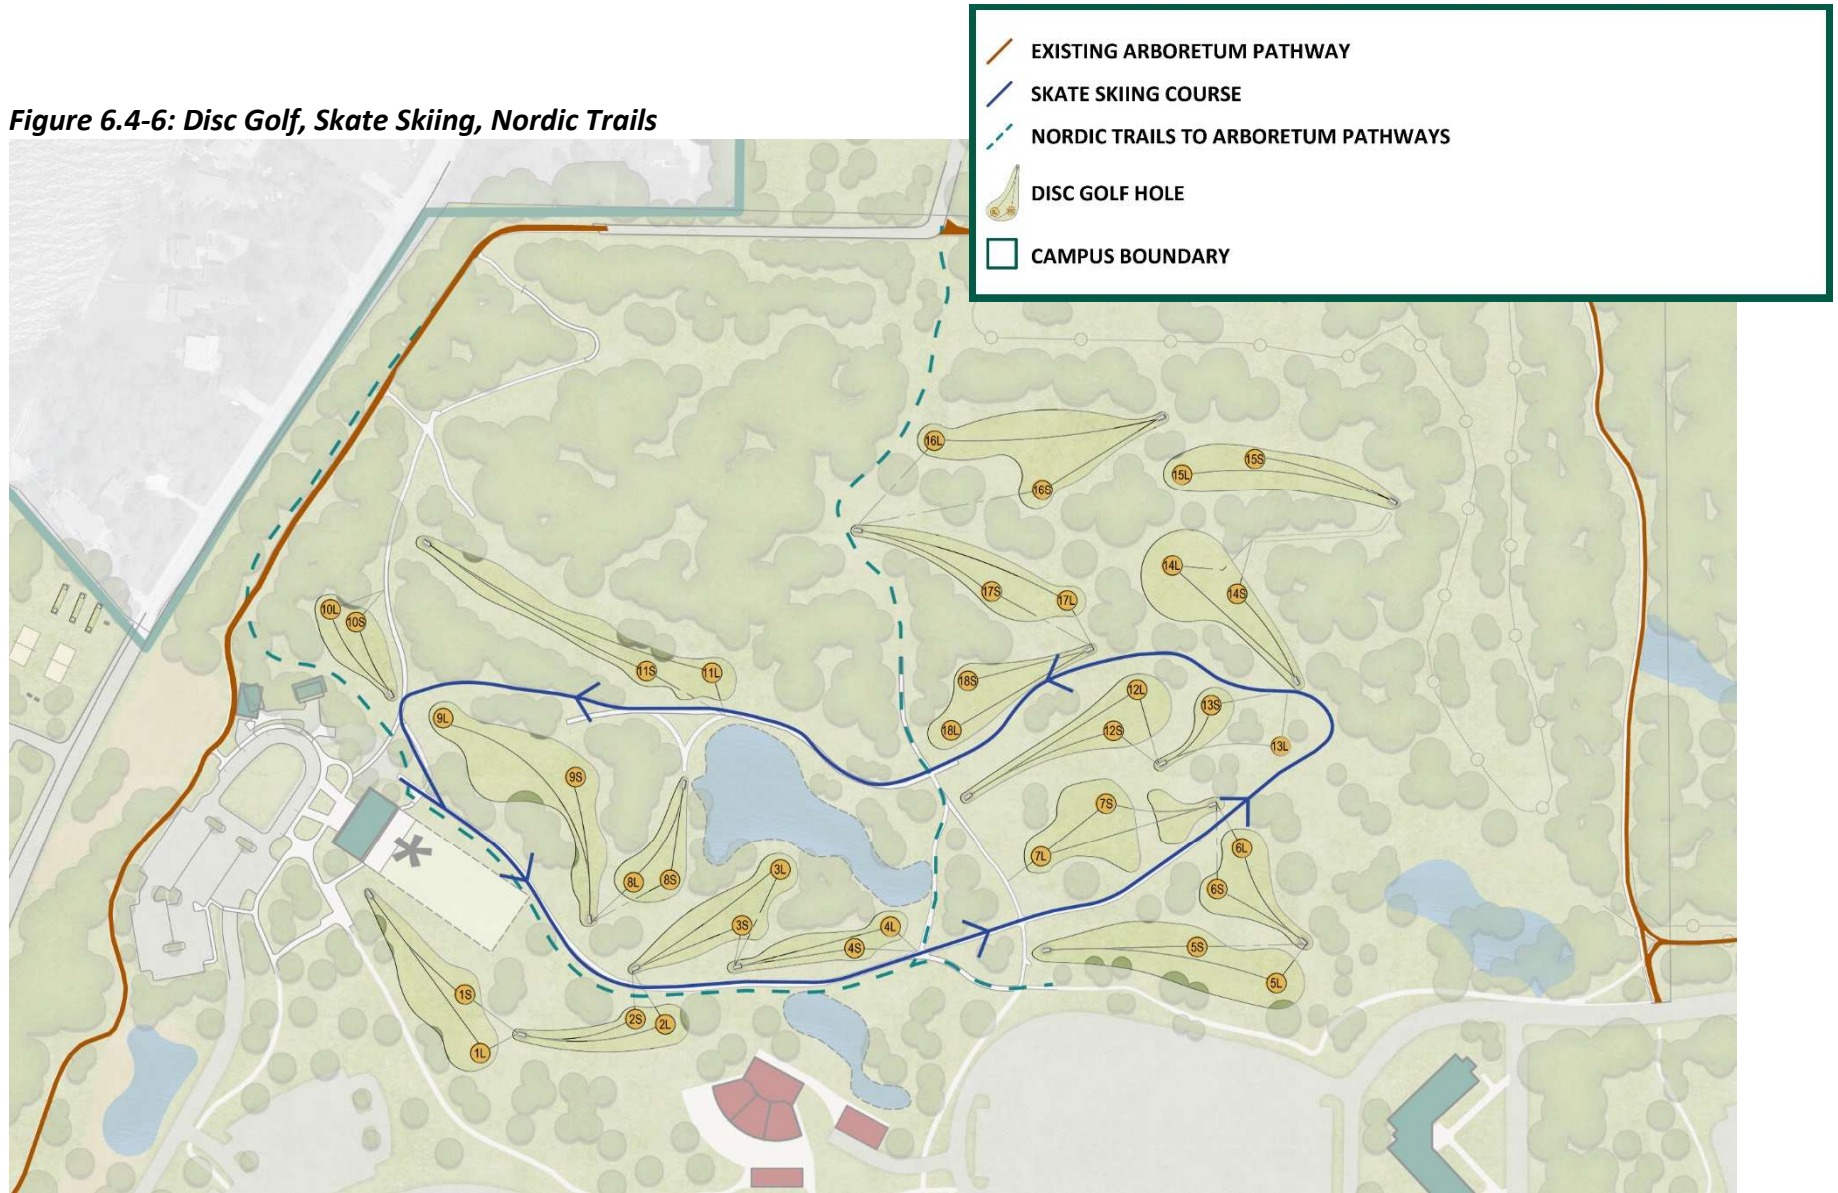 EXISTING ARBORETUM PATHWAY
SKATE SKIING COURSE
Figure 6.4-6: Disc Golf, Skate Skiing, Nordic Trails
NORDIC TRAILS TO ARBORETUM PATHWAYS
DISC GOLF HOLE
CAMPUS BOUNDARY
16L
15S
15L
16S
14L
17S
14S
17L
10L
10S
11S
11L
18S
12L
13S
9L
18L
12S
13L
9S
7S
6L
7L
3L
8L
8S
6S
3S
4L
4S
5S
5L
1S
2S
2L
1L